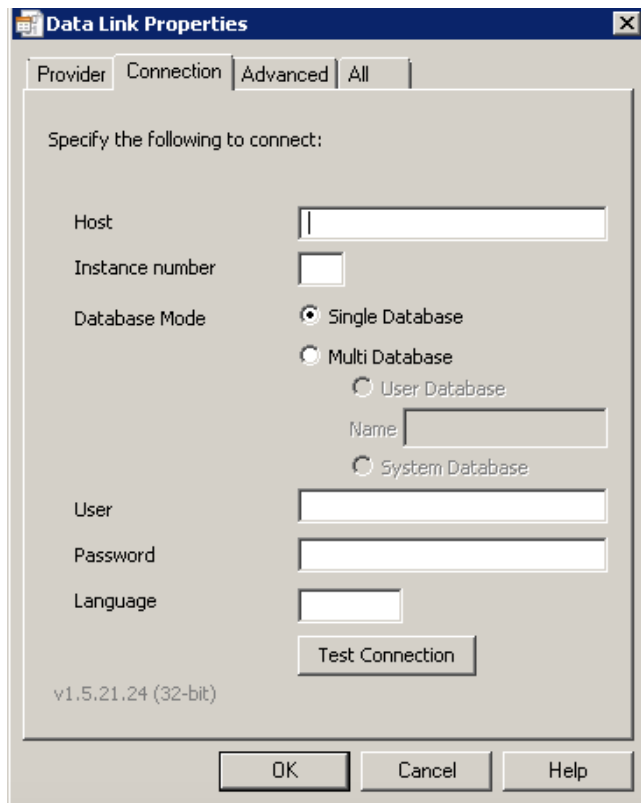 Data Link Properties
Provider Connection Advanced All
Specify the following to connect:
Host
Instance number
Database Mode Single Database
Multi Database
User Database
Name
System Database
User
Password
Language
Test Connection
v1.5.21.24 (32-bit)
OK Cancel Help